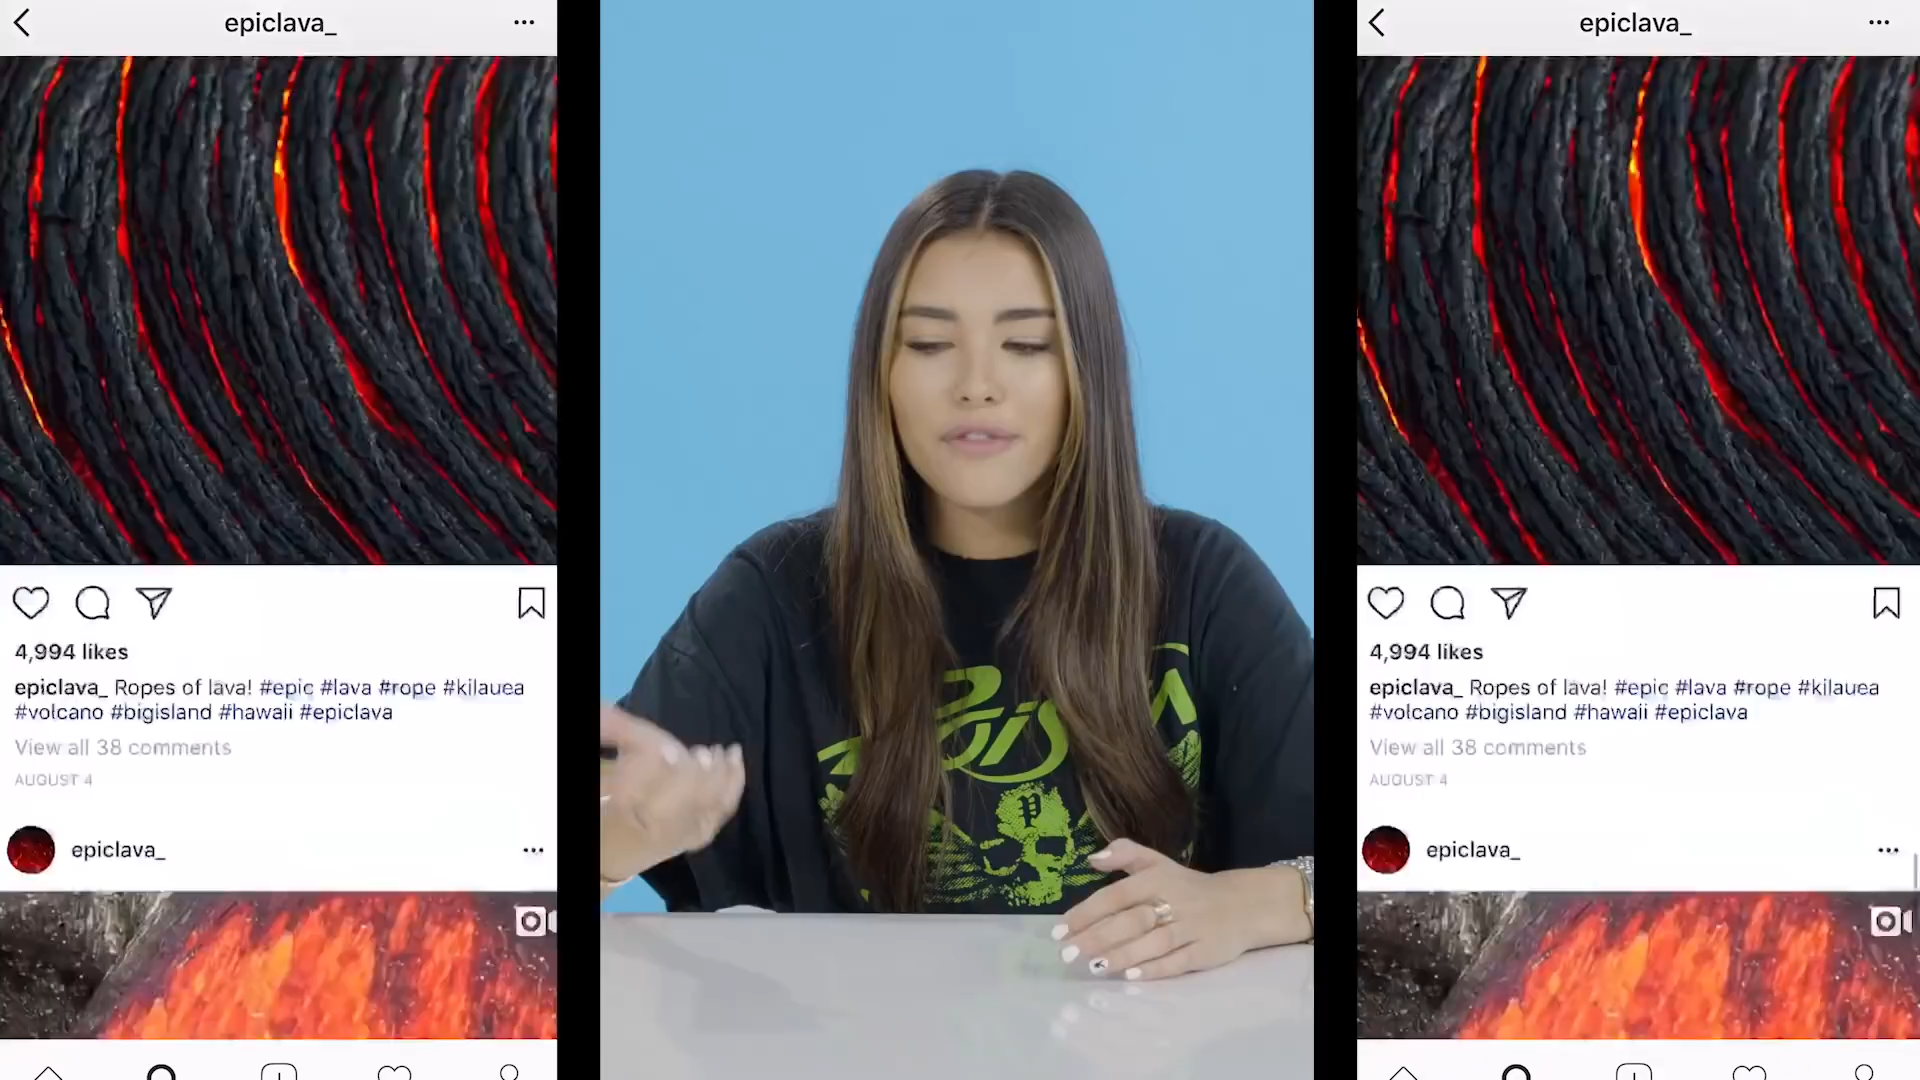 epiclava_
4,994 likes
epiclava_ Ropes of lava! #epic #lava #rope #kilauea
#volcano #bigisland #hawaii #epiclava
View all 38 comments
AUGUST 4
epiclava_
P
epiclava_
4,994 likes
epiclava_ Ropes of lava! #epic #lava #rope #kilauea
#volcano #bigisland #hawaii #epiclava
View all 38 comments
AUGUST 4
epiclava_